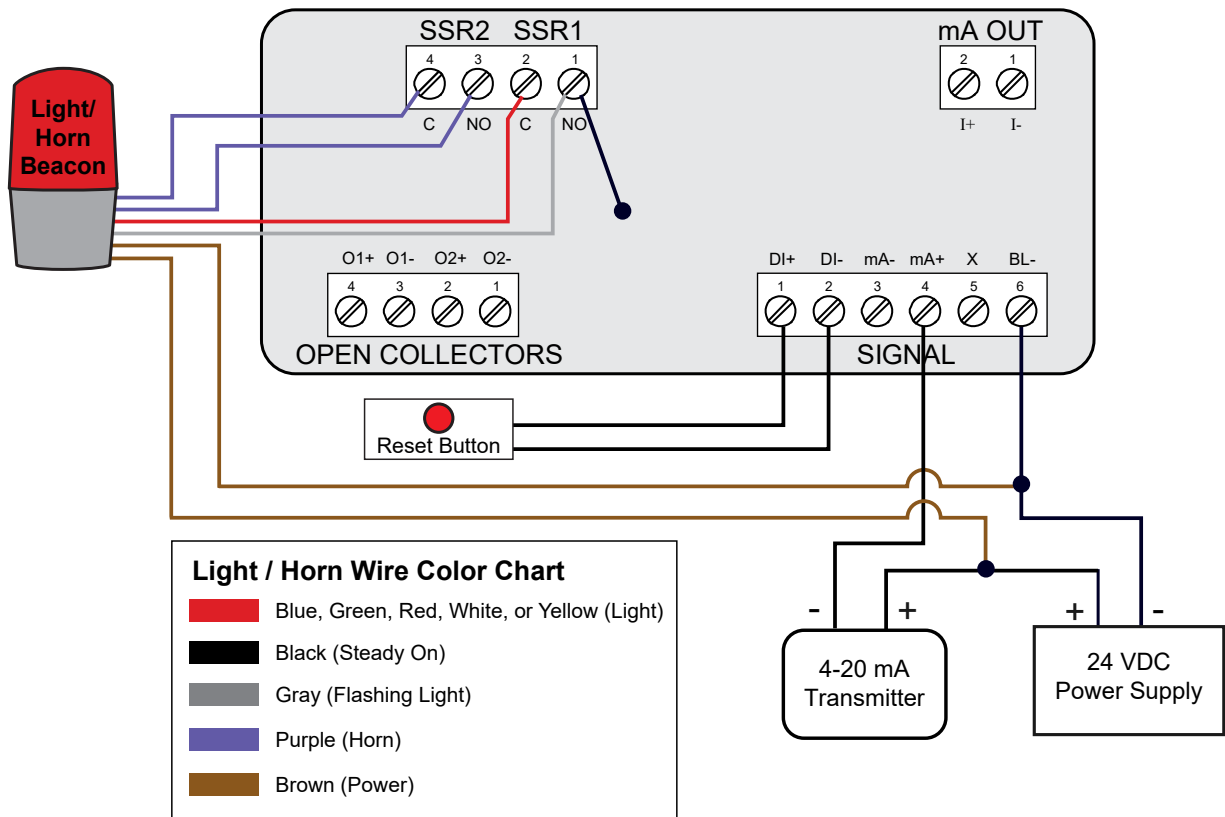 SSR2 SSR1
mA OUT
4 3 2 1
2 1
C NO C NO
I+ I-
Light/
Horn
Beacon
O1+ O1- O2+ O2-
4 3 2 1
OPEN COLLECTORS
DI+ DI- mA- mA+ X BL-
1 2 3 4 5 6
SIGNAL
Reset Button
Light / Horn Wire Color Chart
Blue, Green, Red, White, or Yellow (Light)
Black (Steady On)
Gray (Flashing Light)
Purple (Horn)
Brown (Power)
- +
4-20 mA
Transmitter
+ -
24 VDC
Power Supply